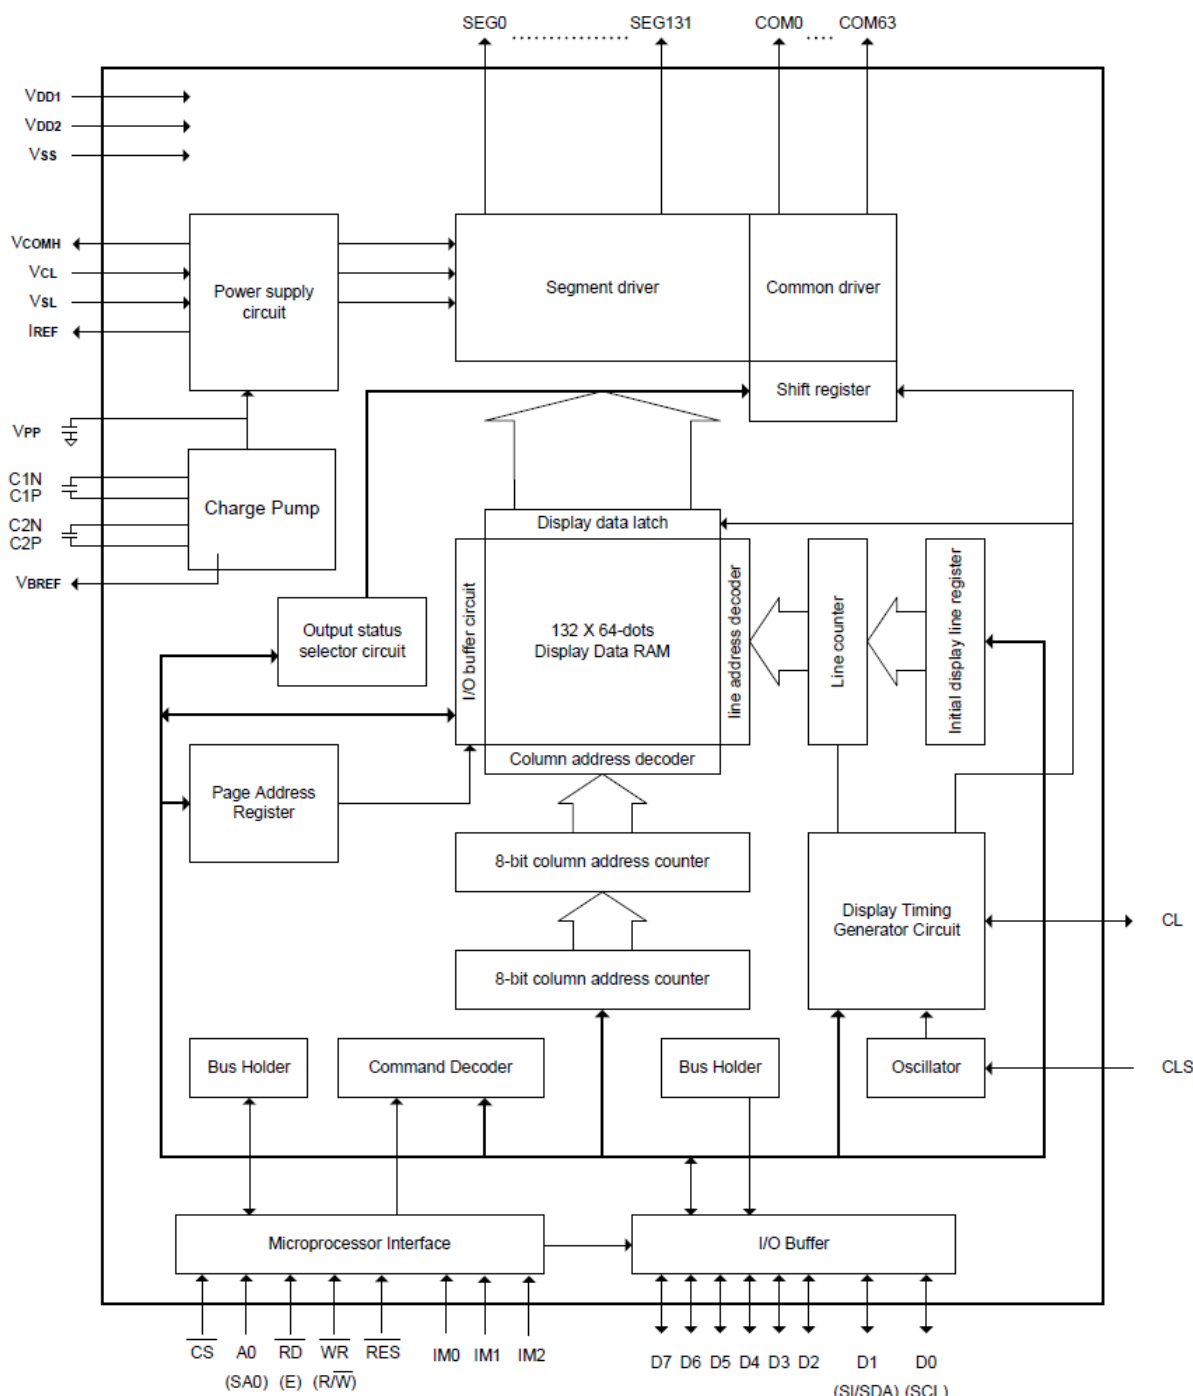 SEG0 ............... SEG131 COM0 .... COM63
VDD1
VDD2
VSS
VCOMH
VCL
VSL
IREF
Power supply
circuit
Segment driver
Common driver
Shift register
VPP
C1N
C1P
C2N
C2P
VBREF
Charge Pump
Display data latch
Output status
selector circuit
I/O buffer circuit
132 X 64-dots
Display Data RAM
line address decoder
Line counter
Initial display line register
Column address decoder
Page Address
Register
8-bit column address counter
8-bit column address counter
Display Timing
Generator Circuit
CL
Bus Holder
Command Decoder
Bus Holder
Oscillator
CLS
Microprocessor Interface
I/O Buffer
CS A0 RD WR RES IM0 IM1 IM2 D7 D6 D5 D4 D3 D2 D1 D0
(SA0) (E) (R/W) (SI/SDA) (SCL)